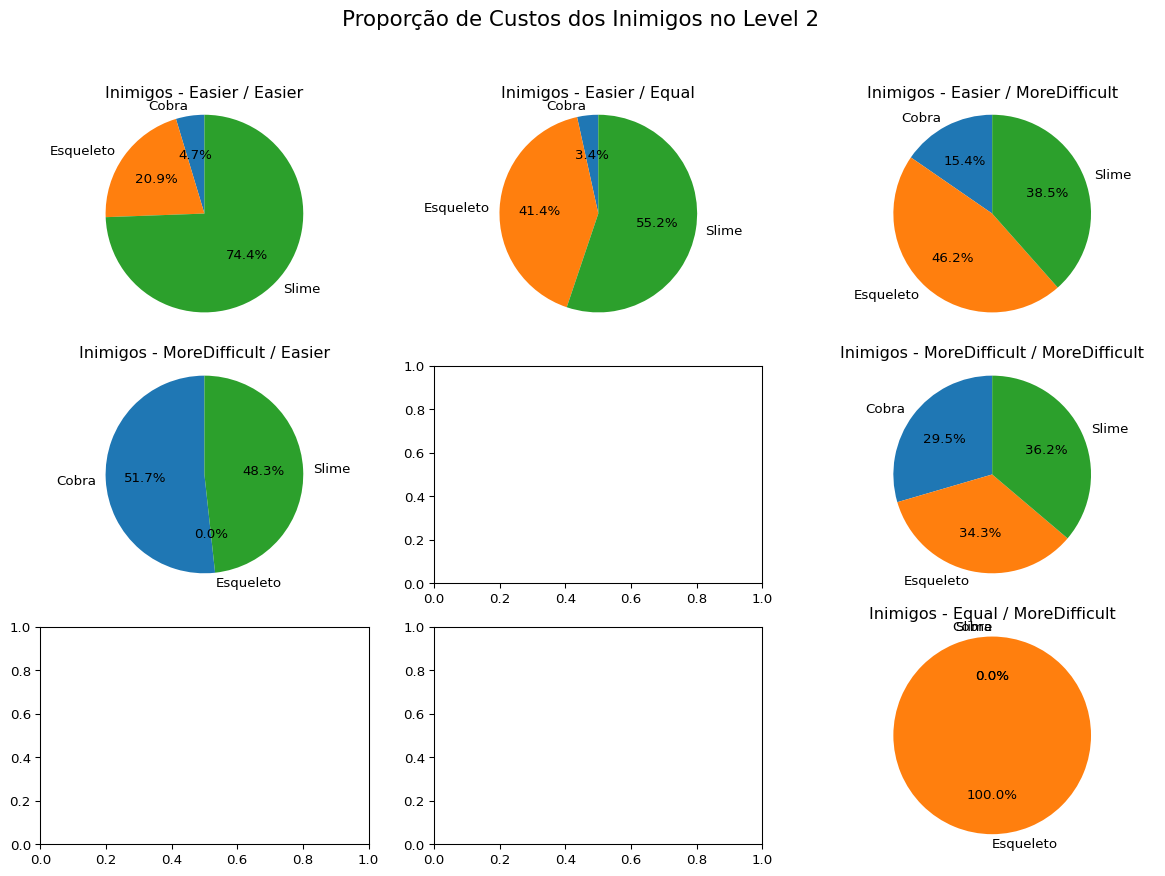 Proporção de Custos dos Inimigos no Level 2
Inimigos - Easier / Easier
Cobra
4.7%
Esqueleto
20.9%
74.4%
Slime
Inimigos - Easier / Equal
Cobra
3.4%
Esqueleto
41.4%
55.2%
Slime
Inimigos - Easier / MoreDifficult
Cobra
15.4%
Slime
38.5%
46.2%
Esqueleto
Inimigos - MoreDifficult / Easier
Cobra
51.7%
48.3%
Slime
0.0%
Esqueleto
1.0
0.8
0.6
0.4
0.2
0.0
0.0 0.2 0.4 0.6 0.8 1.0
Inimigos - MoreDifficult / MoreDifficult
Cobra
29.5%
Slime
36.2%
34.3%
Esqueleto
1.0
0.8
0.6
0.4
0.2
0.0
0.0 0.2 0.4 0.6 0.8 1.0
1.0
0.8
0.6
0.4
0.2
0.0
0.0 0.2 0.4 0.6 0.8 1.0
Inimigos - Equal / MoreDifficult
Cobra
Slime
0.0%
0.0%
100.0%
Esqueleto